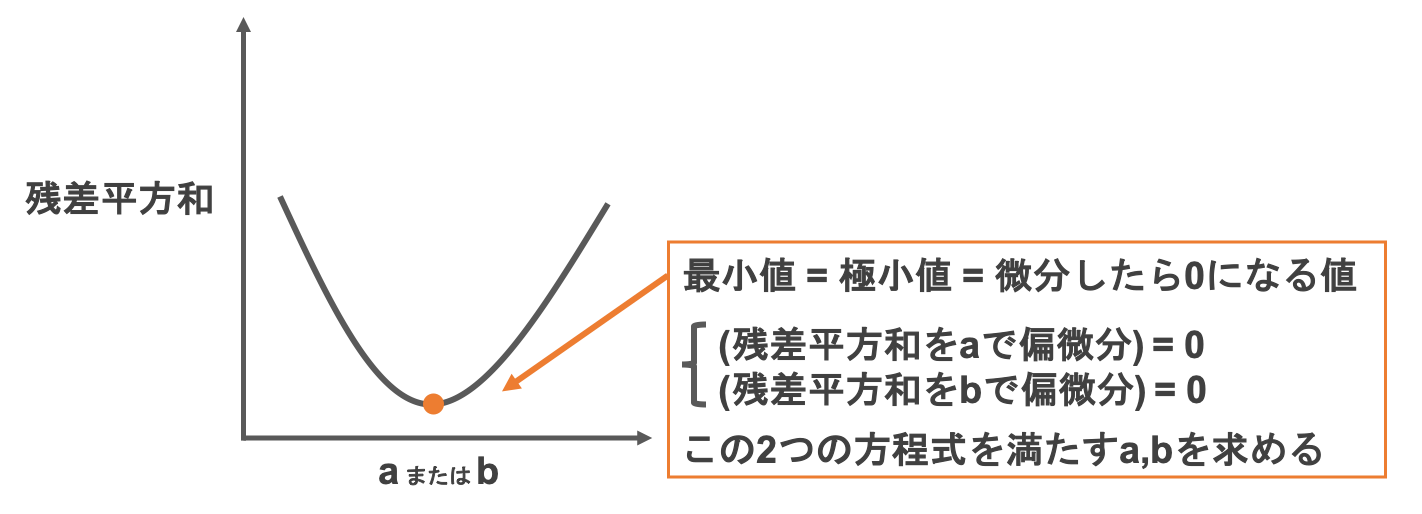 残差平方和
最小値 = 極小値 = 微分したら0になる値
(残差平方和をaで偏微分) = 0
(残差平方和をbで偏微分) = 0
この2つの方程式を満たすa,bを求める
a または b